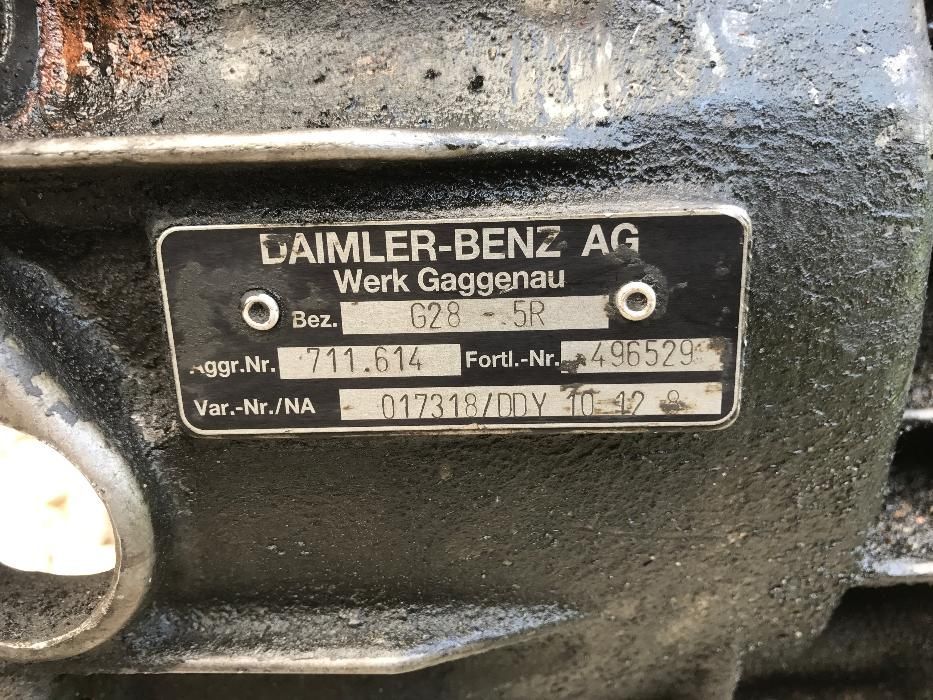 DAIMLER-BENZ AG
Werk Gaggenau
Bez. G28 - 5R
Aggr.Nr. 711.614 Fortl.-Nr. 496529
Var.-Nr./NA 017318/DDY 10 12 8